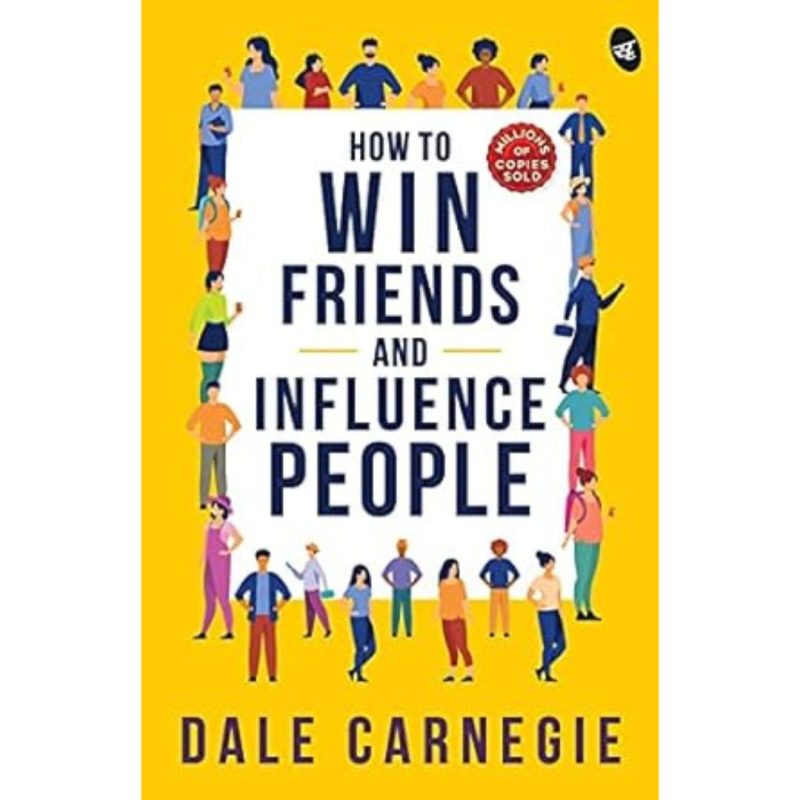 HOW TO
WIN
FRIENDS
AND
INFLUENCE
PEOPLE
MILLIONS
OF
COPIES
SOLD
DALE CARNEGIE